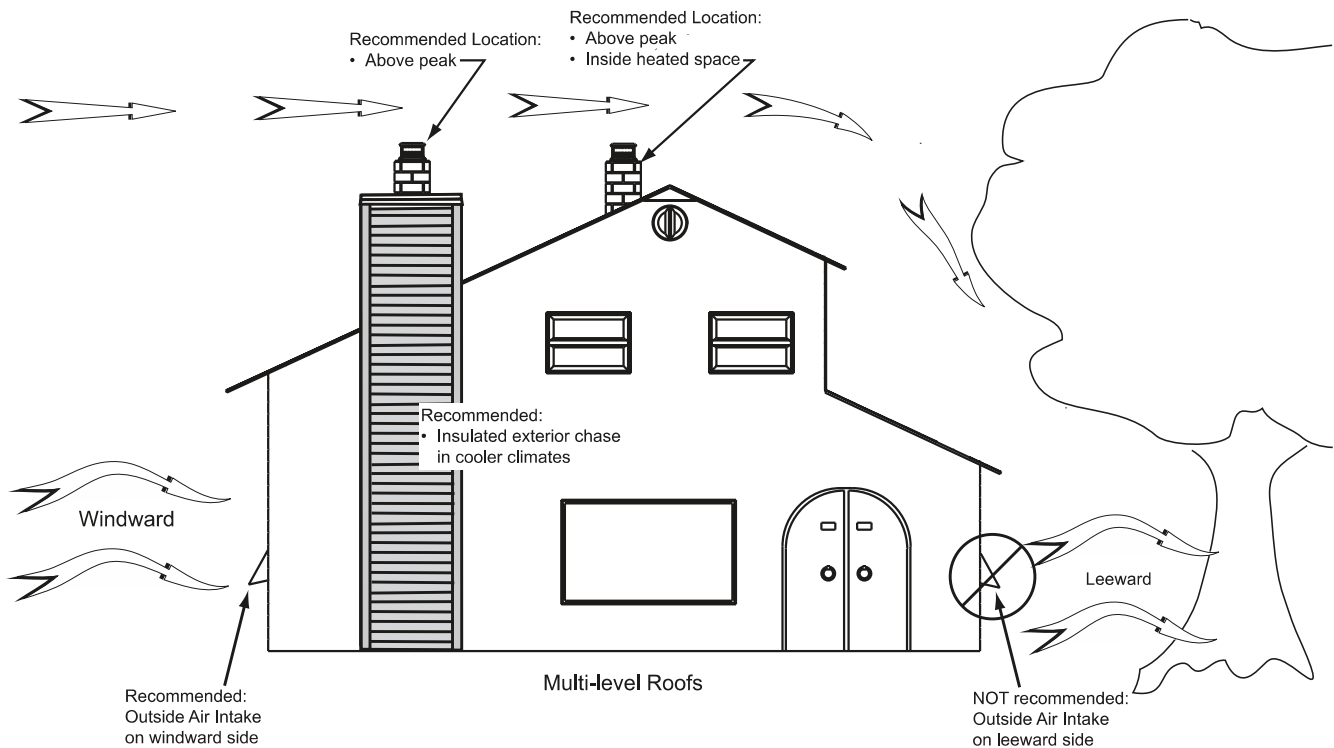 Recommended Location:
• Above peak
Recommended Location:
• Above peak
• Inside heated space
Recommended:
• Insulated exterior chase
in cooler climates
Windward
Leeward
Multi-level Roofs
Recommended:
Outside Air Intake
on windward side
NOT recommended:
Outside Air Intake
on leeward side